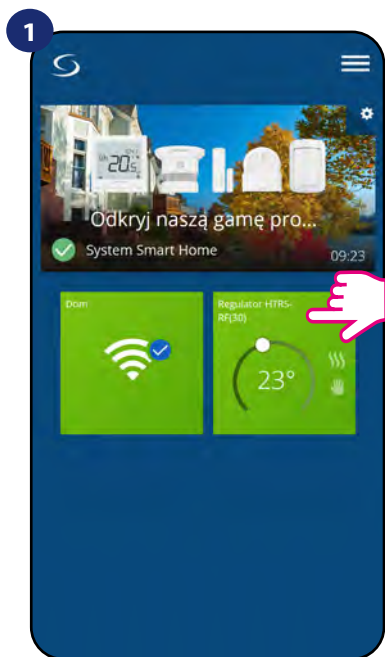 1
Odkryj naszą gamę pro...
System Smart Home
09:23
Dom
Regulator HTRS-
RF(30)
23°